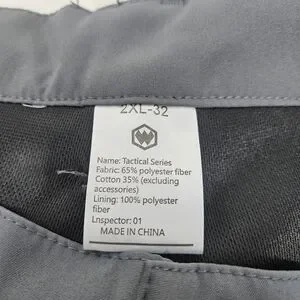 2XL-32
Name: Tactical Series
Fabric: 65% polyester fiber
Cotton 35% (excluding
accessories)
Lining: 100% polyester fiber
Lnspector: 01
MADE IN CHINA